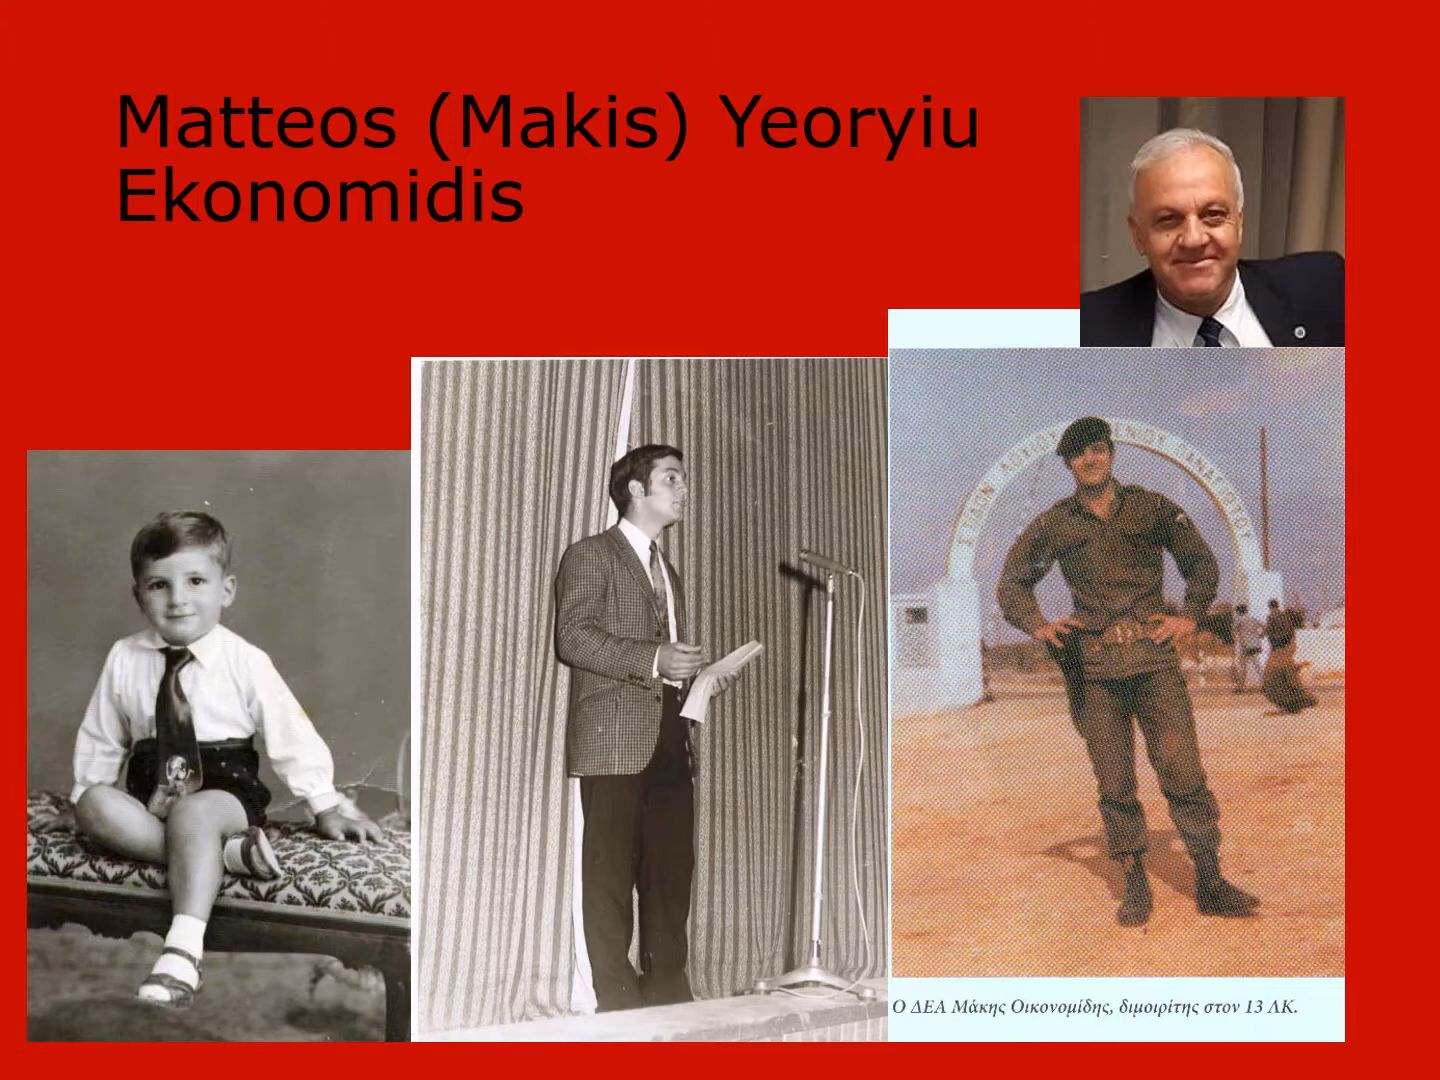 Matteos (Makis) Yeoryiu
Ekonomidis
Ο ΔΕΑ Μάκης Οικονομίδης, διμοιρίτης στον 13 ΛΚ.